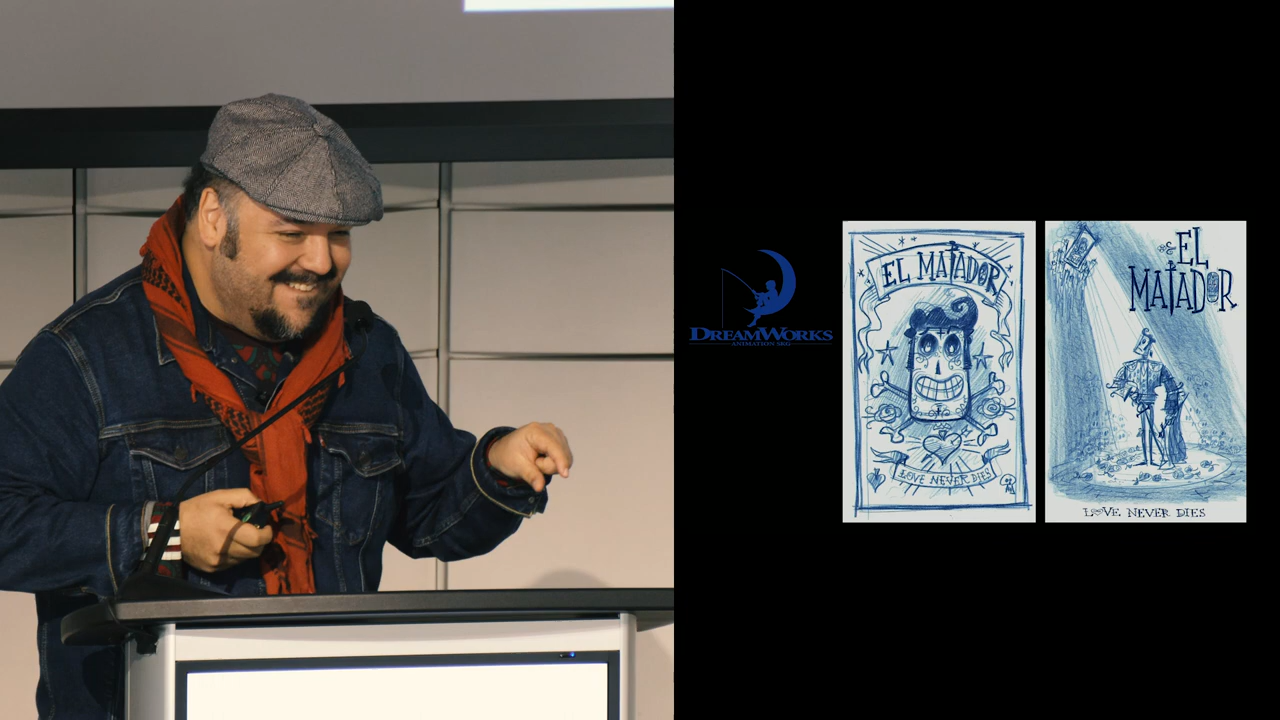 DREAMWORKS
ANIMATION SKG
EL MATADOR
LOVE NEVER DIES
EL
MATADOR
LOVE NEVER DIES